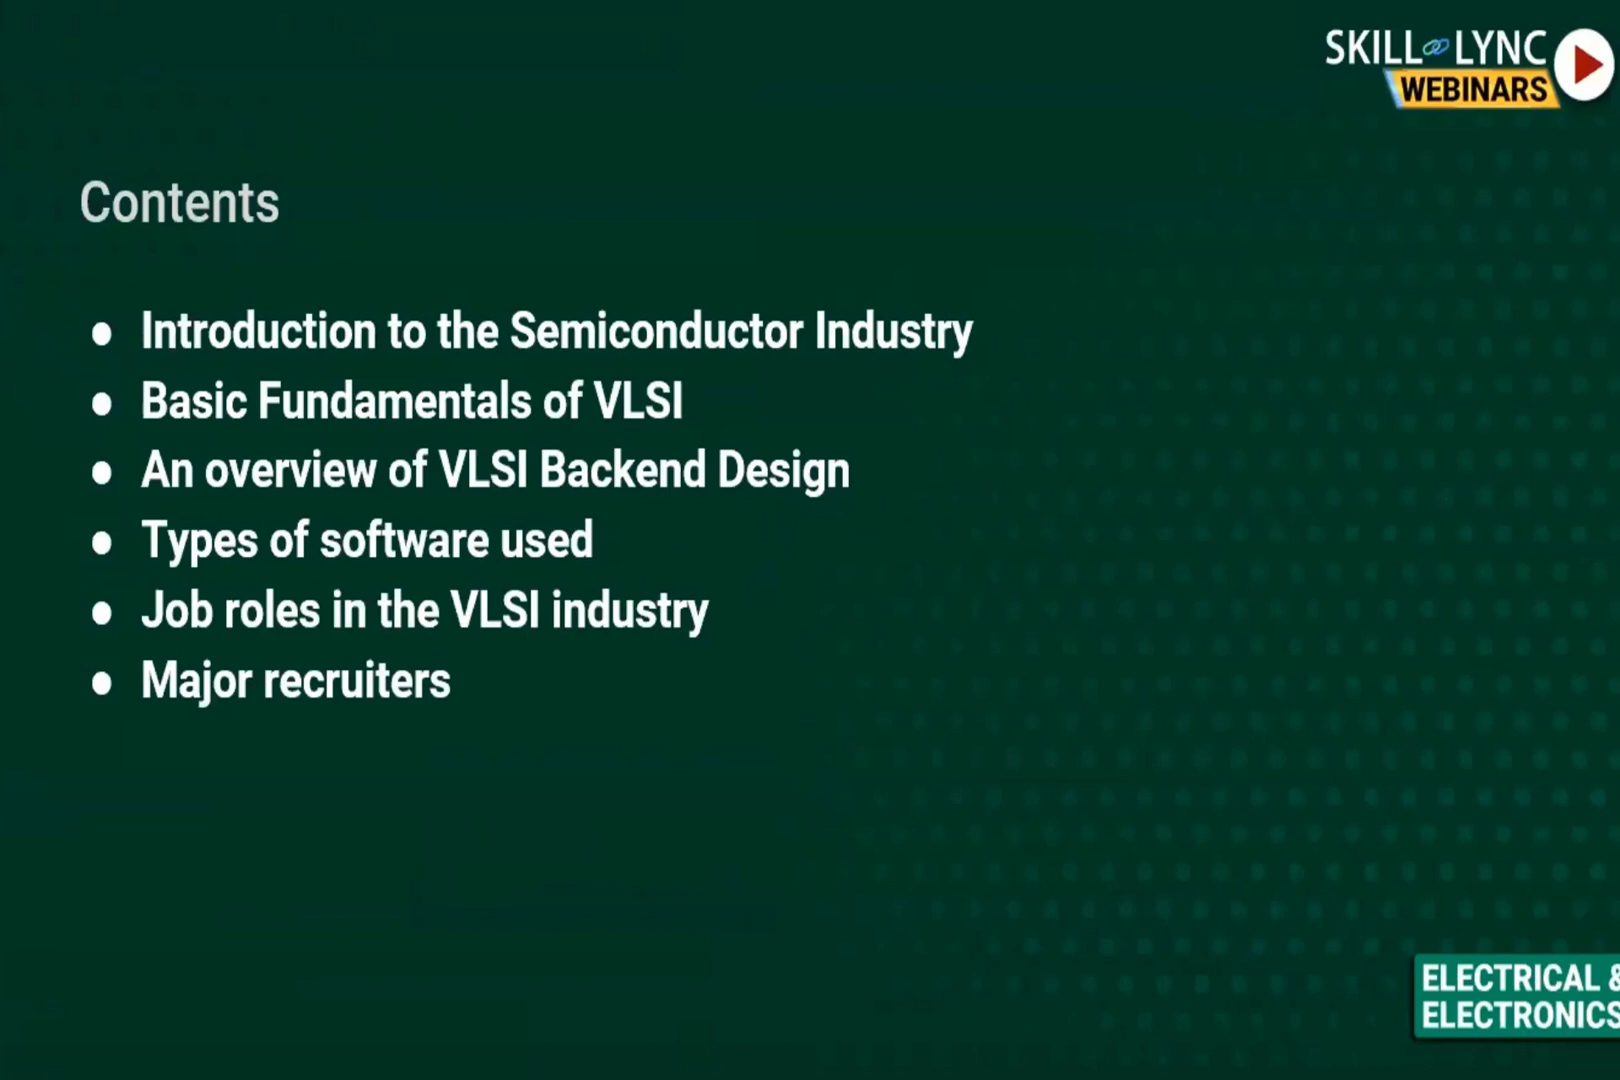 SKILL LYNC
WEBINARS
Contents
● Introduction to the Semiconductor Industry
● Basic Fundamentals of VLSI
● An overview of VLSI Backend Design
● Types of software used
● Job roles in the VLSI industry
● Major recruiters
ELECTRICAL &
ELECTRONICS